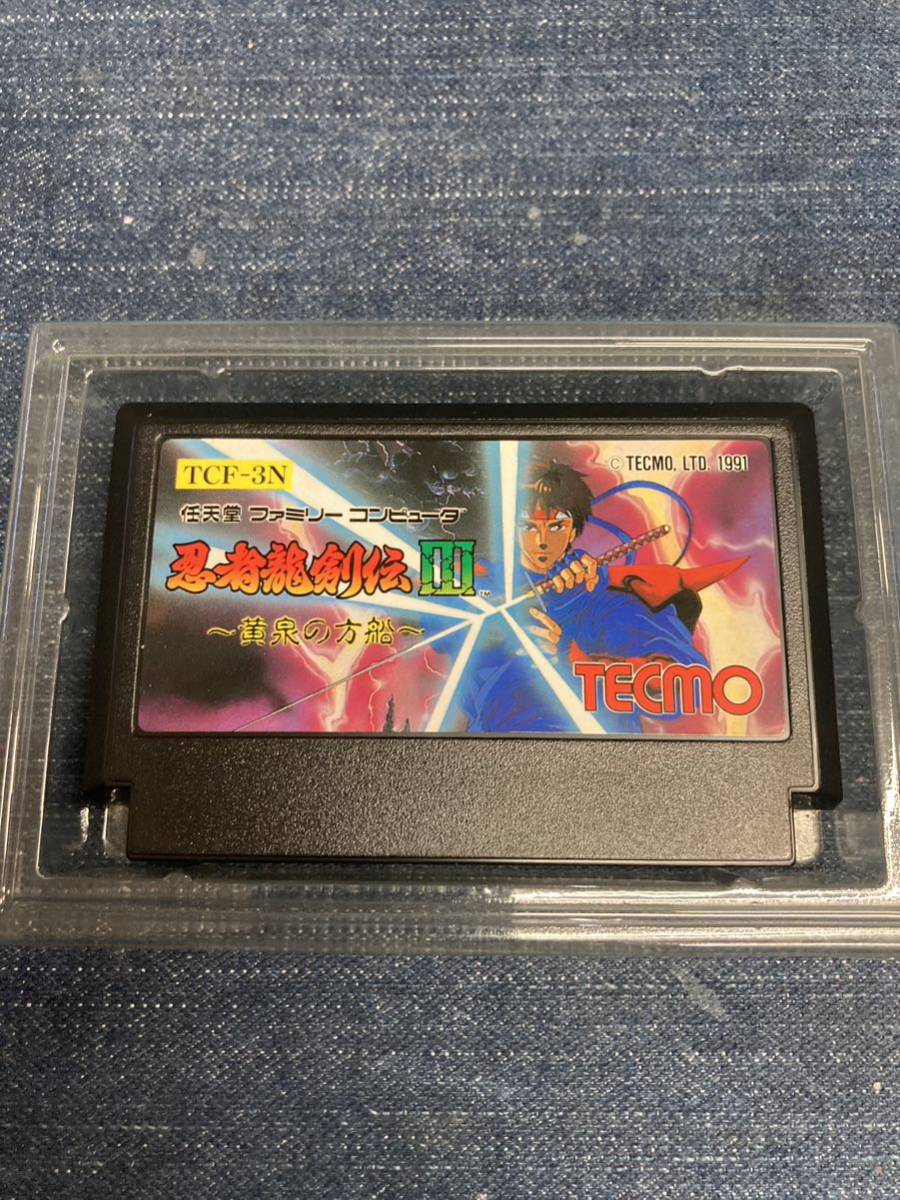 TCF-3N
© TECMO, LTD. 1991
任天堂 ファミリー コンピュータ
忍者龍剣伝 III ™
～黄泉の方船～
TECMO